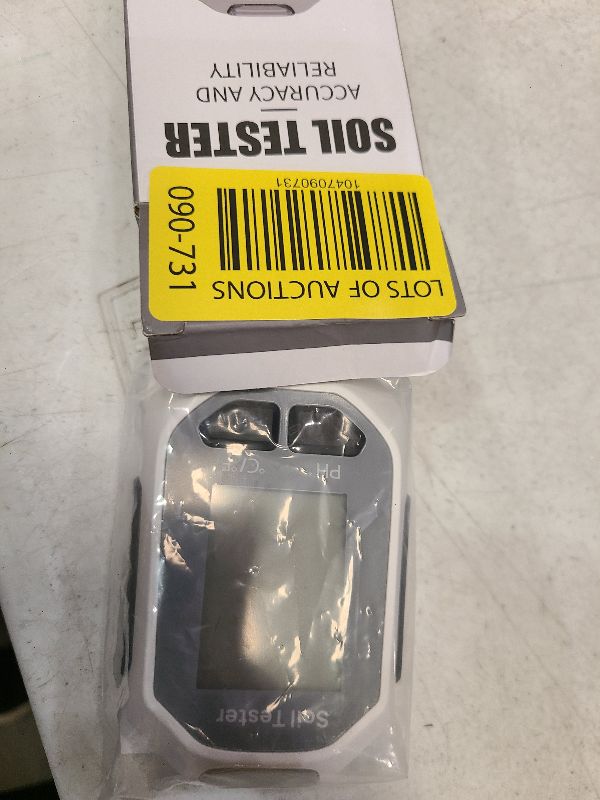 SOIL TESTER
ACCURACY AND
RELIABILITY
LOTS OF AUCTIONS
1047090731
090-731
Soil Tester
PH
°C/°F